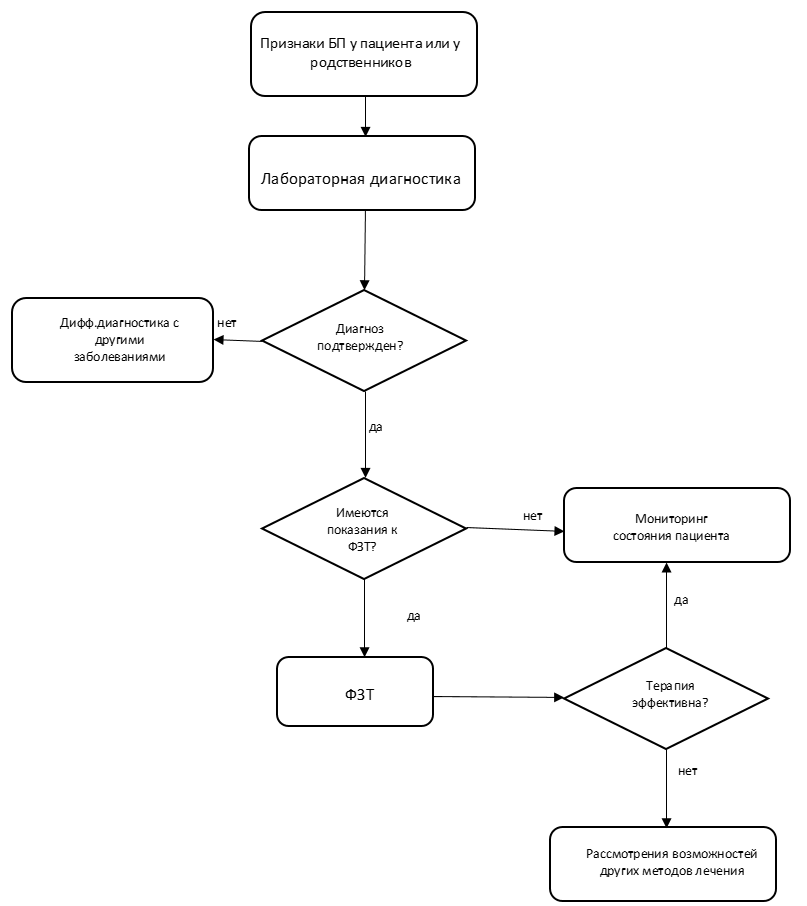 Признаки БП у пациента или у
родственников
Лабораторная диагностика
Диагноз
подтвержден?
нет
Дифф.диагностика с
другими
заболеваниями
да
Имеются
показания к
ФЗТ?
нет
Мониторинг
состояния пациента
да
ФЗТ
да
Терапия
эффективна?
нет
Рассмотрения возможностей
других методов лечения